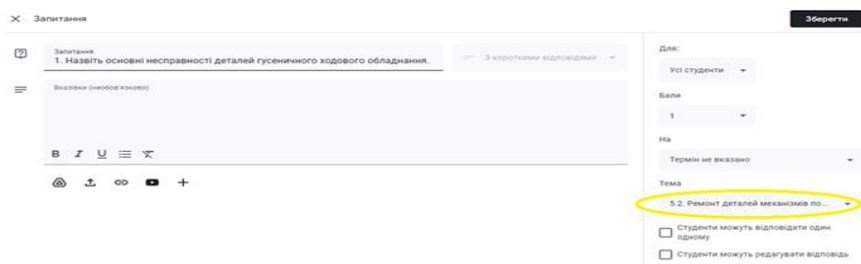 Запитання
Зберегти
Запитання
1. Назвіть основні несправності деталей гусеничного ходового обладнання.
З короткими відповідями
Вказівки (необов'язково)
B I U
Для:
Усі студенти
Бали
1
На
Термін не вказано
Тема
5.2. Ремонт деталей механізмів по...
Студенти можуть відповідати один
одному
Студенти можуть редагувати відповідь